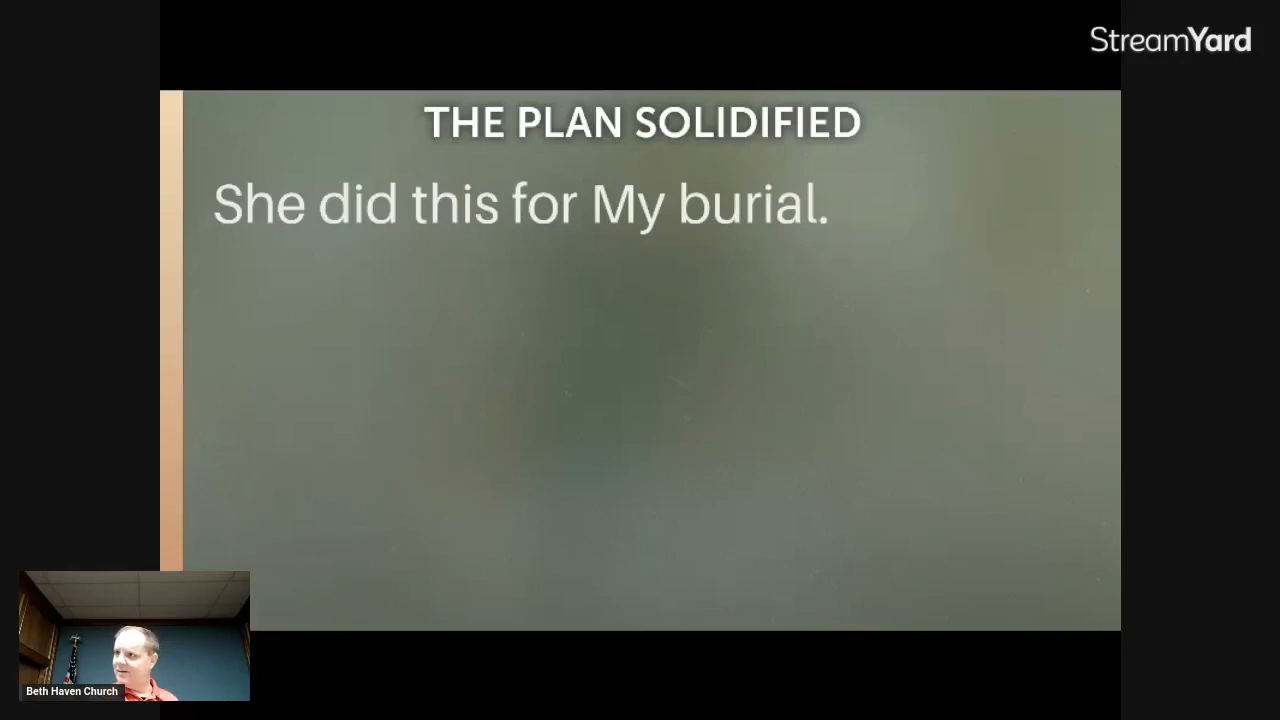 StreamYard
THE PLAN SOLIDIFIED
She did this for My burial.
Beth Haven Church